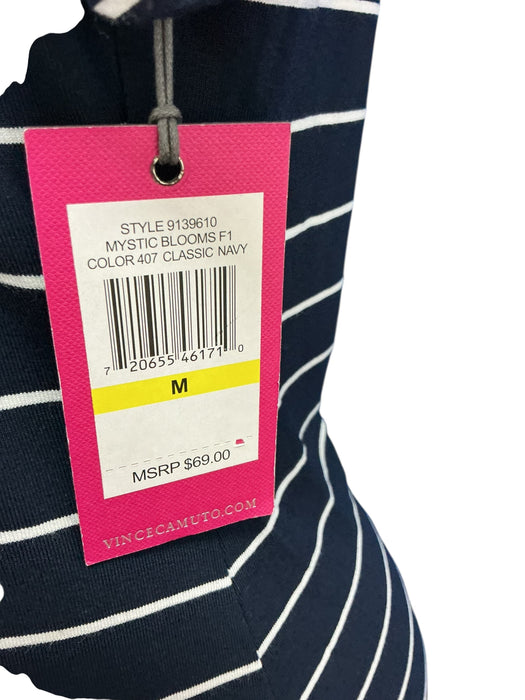 STYLE 9139610
MYSTIC BLOOMS F1
COLOR 407 CLASSIC NAVY
7 20655 46171 0
M
MSRP $69.00
VINCECAMUTO.COM